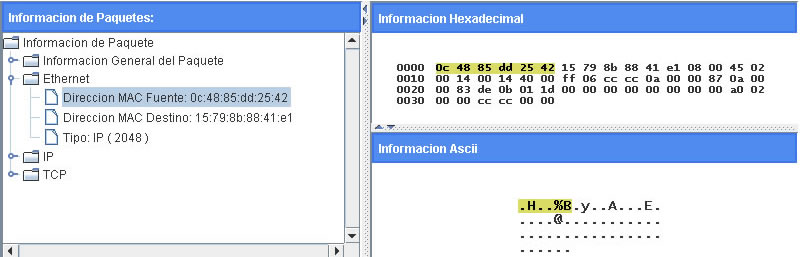 Informacion de Paquetes:
Informacion de Paquete
Informacion General del Paquete
Ethernet
Direccion MAC Fuente: 0c:48:85:dd:25:42
Direccion MAC Destino: 15:79:8b:88:41:e1
Tipo: IP ( 2048 )
IP
TCP
Informacion Hexadecimal
0000 0c 48 85 dd 25 42 15 79 8b 88 41 e1 08 00 45 02
0010 00 14 00 14 40 00 ff 06 cc cc 0a 00 00 87 0a 00
0020 00 83 de 0b 01 1d 00 00 00 00 00 00 00 00 a0 02
0030 00 00 cc cc 00 00
Informacion Ascii
.H..%B.y..A...E.
....@...........
................
......